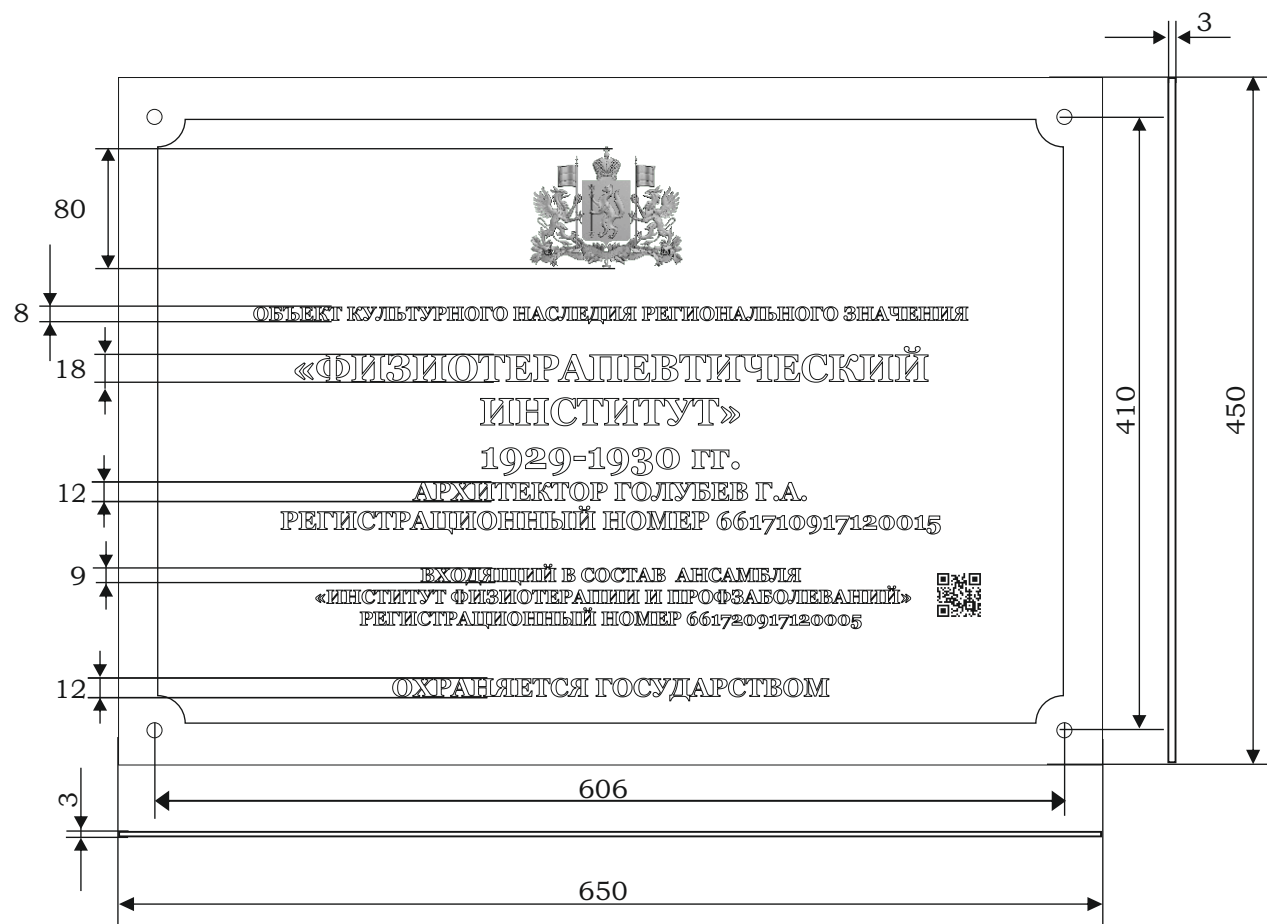 3
80
8
ОБЪЕКТ КУЛЬТУРНОГО НАСЛЕДИЯ РЕГИОНАЛЬНОГО ЗНАЧЕНИЯ
18
«ФИЗИОТЕРАПЕВТИЧЕСКИЙ
ИНСТИТУТ»
410
450
1929-1930 гг.
12
АРХИТЕКТОР ГОЛУБЕВ Г.А.
РЕГИСТРАЦИОННЫЙ НОМЕР 661710917120015
9
ВХОДЯЩИЙ В СОСТАВ АНСАМБЛЯ
«ИНСТИТУТ ФИЗИОТЕРАПИИ И ПРОФЗАБОЛЕВАНИЙ»
РЕГИСТРАЦИОННЫЙ НОМЕР 661720917120005
12
ОХРАНЯЕТСЯ ГОСУДАРСТВОМ
606
3
650